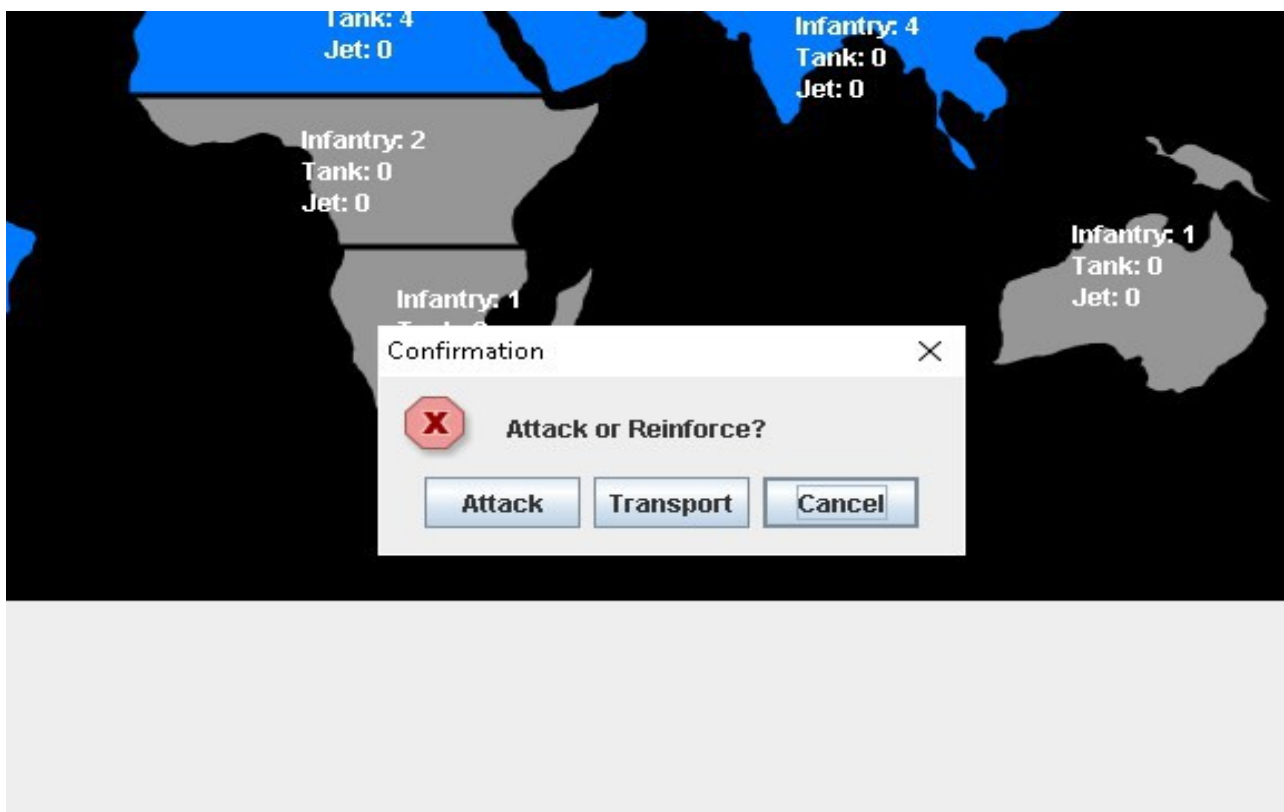 Tank: 4
Jet: 0
Infantry: 4
Tank: 0
Jet: 0
Infantry: 2
Tank: 0
Jet: 0
Infantry: 1
Tank: 0
Jet: 0
Infantry: 1
Confirmation
Attack or Reinforce?
Attack
Transport
Cancel